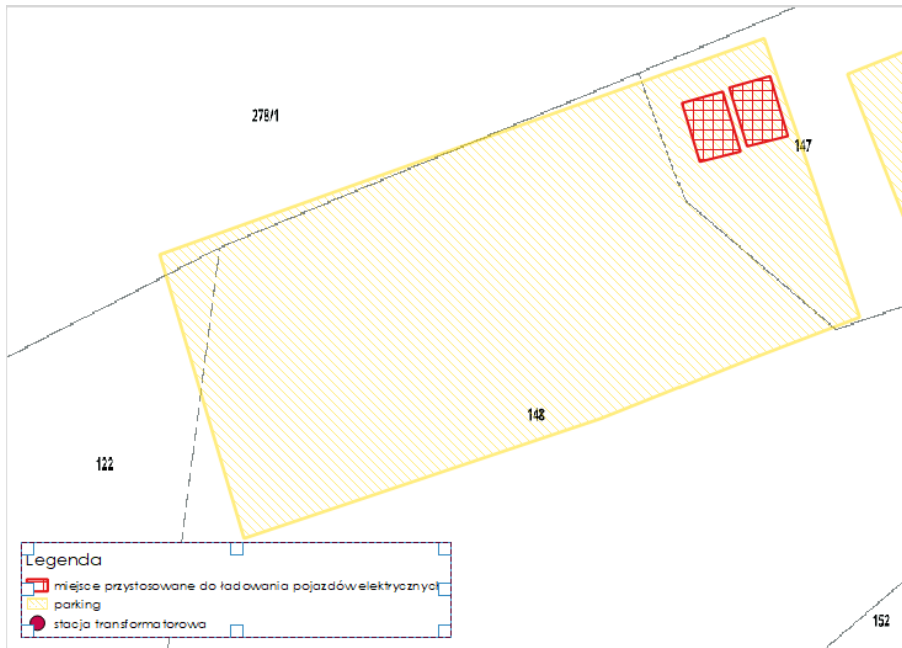 278/1
147
148
122
Legenda
miejsce przystosowane do ładowania pojazdów elektrycznych
parking
stacja transformatorowa
152